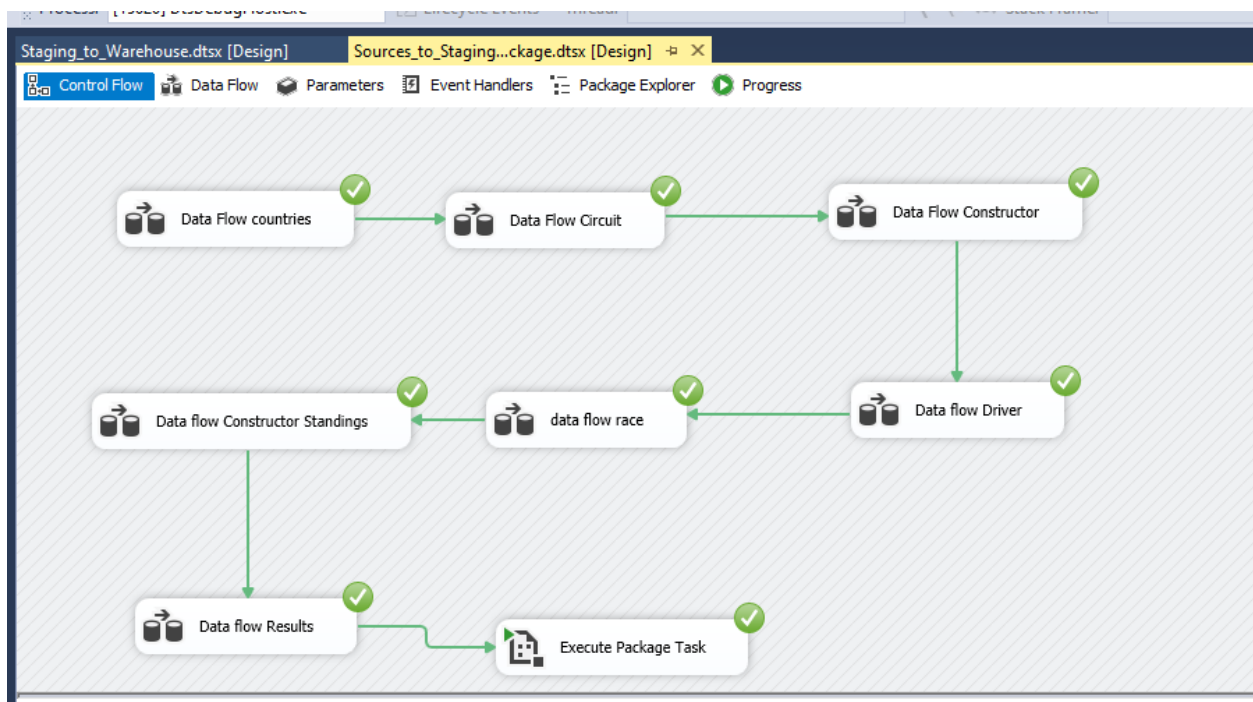 Staging_to_Warehouse.dtsx [Design] Sources_to_Staging...ckage.dtsx [Design]
Control Flow Data Flow Parameters Event Handlers Package Explorer Progress
Data Flow countries
Data Flow Circuit
Data Flow Constructor
Data flow Constructor Standings
data flow race
Data flow Driver
Data flow Results
Execute Package Task